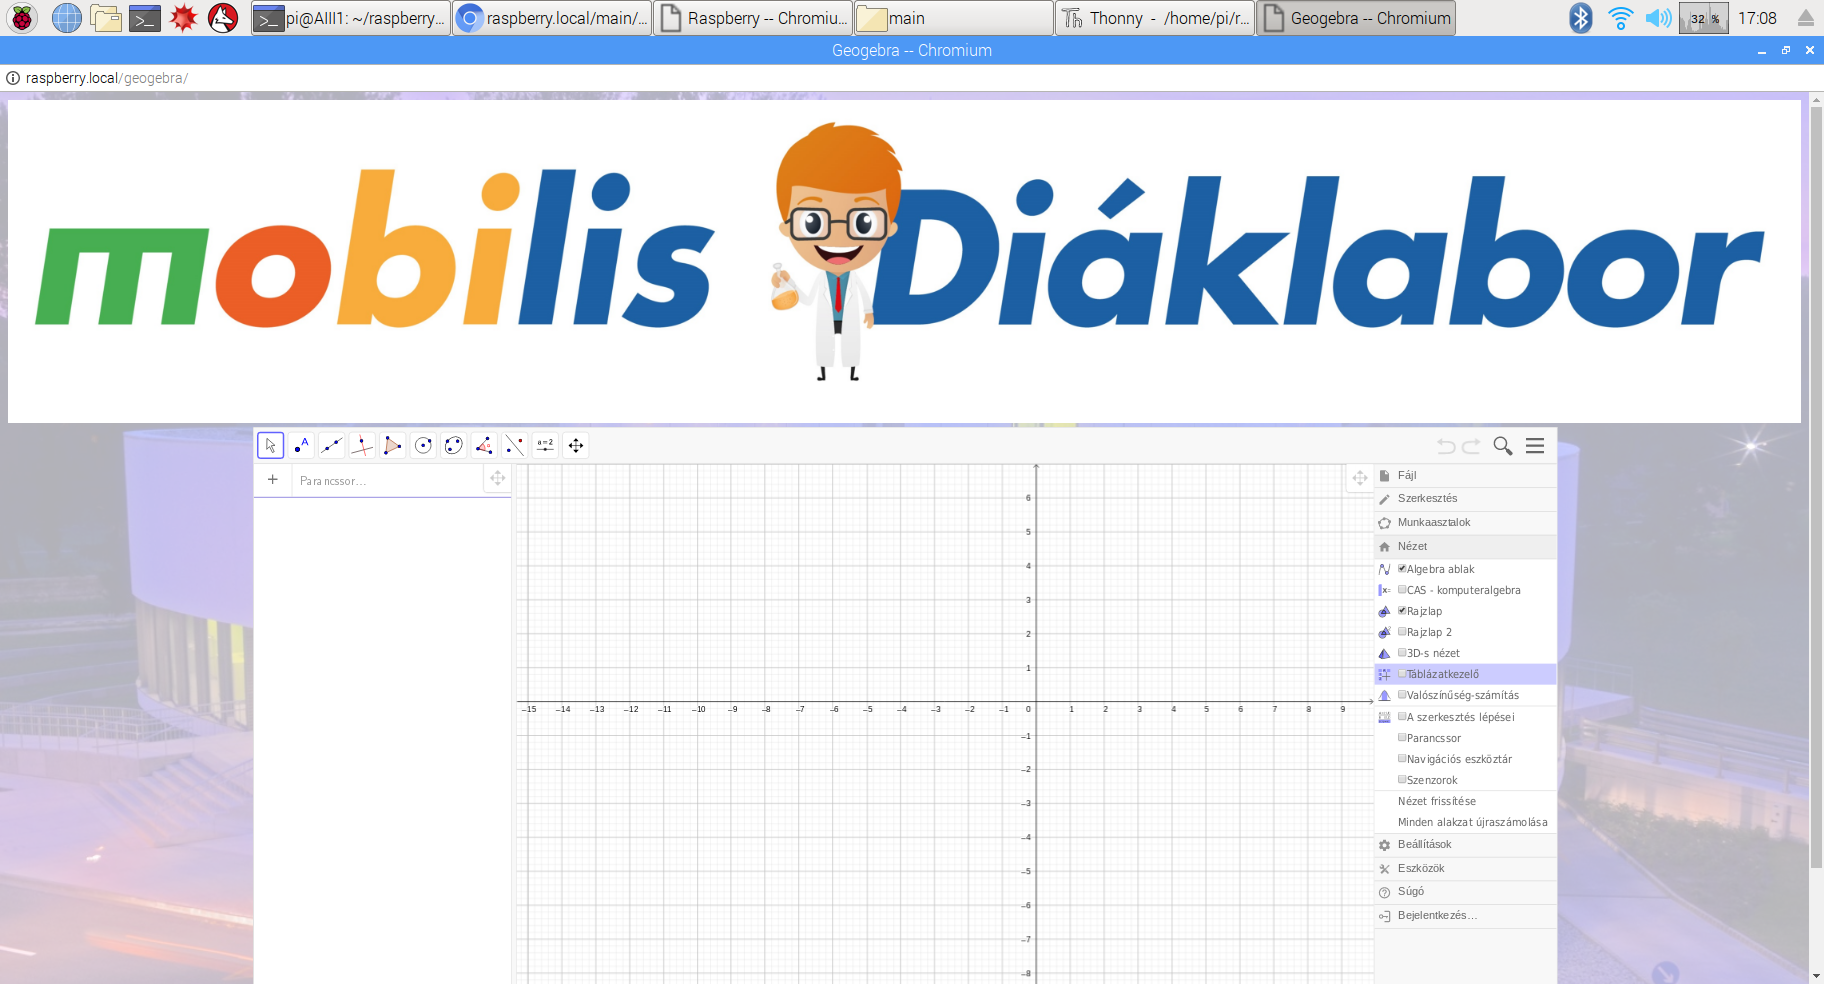 pi@AIII1: ~/raspberry... raspberry.local/main/... Raspberry -- Chromiu... main Thonny - /home/pi/r... Geogebra -- Chromium 32 % 17:08
Geogebra -- Chromium
raspberry.local/geogebra/
mobilis Diáklabor
A a=2
+ Parancssor...
Fájl
Szerkesztés
Munkaasztalok
Nézet
Algebra ablak
CAS - komputeralgebra
Rajzlap
Rajzlap 2
3D-s nézet
Táblázatkezelő
Valószínűség-számítás
A szerkesztés lépései
Parancssor
Navigációs eszköztár
Szenzorok
Nézet frissítése
Minden alakzat újraszámolása
Beállítások
Eszközök
Súgó
Bejelentkezés...
6
5
4
3
2
1
-15 -14 -13 -12 -11 -10 -9 -8 -7 -6 -5 -4 -3 -2 -1 0 1 2 3 4 5 6 7 8 9
-1
-2
-3
-4
-5
-6
-7
-8